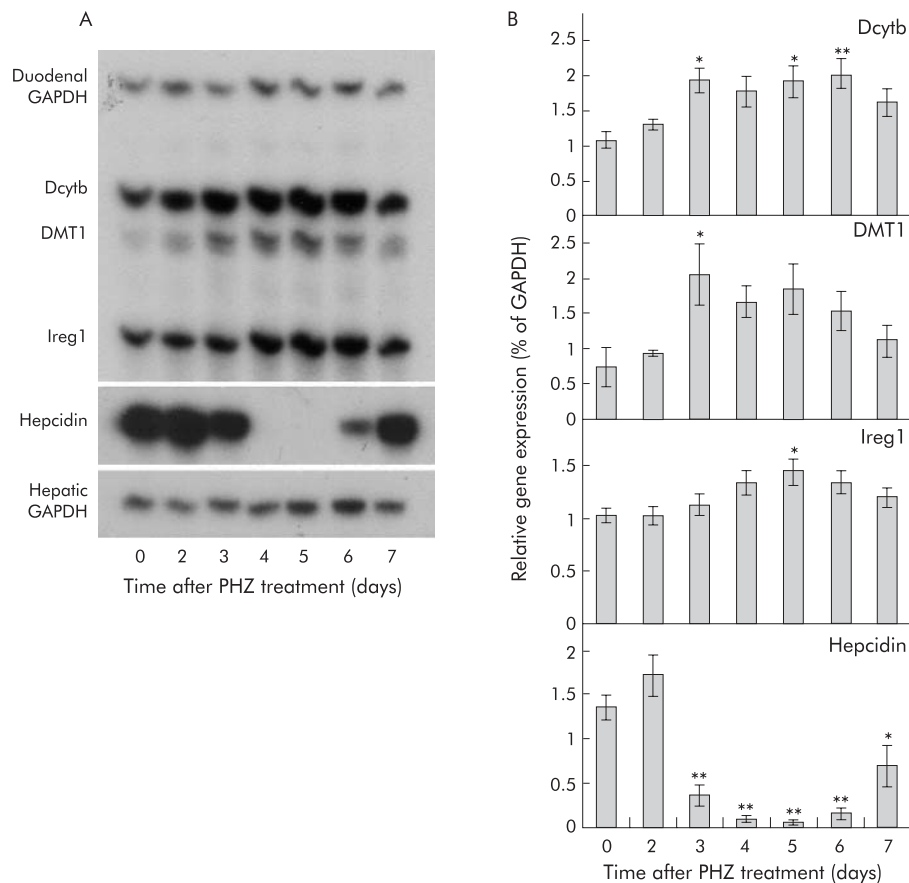 A
Duodenal
GAPDH
Dcytb
DMT1
Ireg1
Hepcidin
Hepatic
GAPDH
0 2 3 4 5 6 7
Time after PHZ treatment (days)
B
Relative gene expression (% of GAPDH)
Dcytb
2.5
2
1.5
1
0.5
0
* * **
DMT1
2.5
2
1.5
1
0.5
0
*
Ireg1
1.5
1
0.5
0
*
Hepcidin
2
1.5
1
0.5
0
** ** ** ** *
0 2 3 4 5 6 7
Time after PHZ treatment (days)